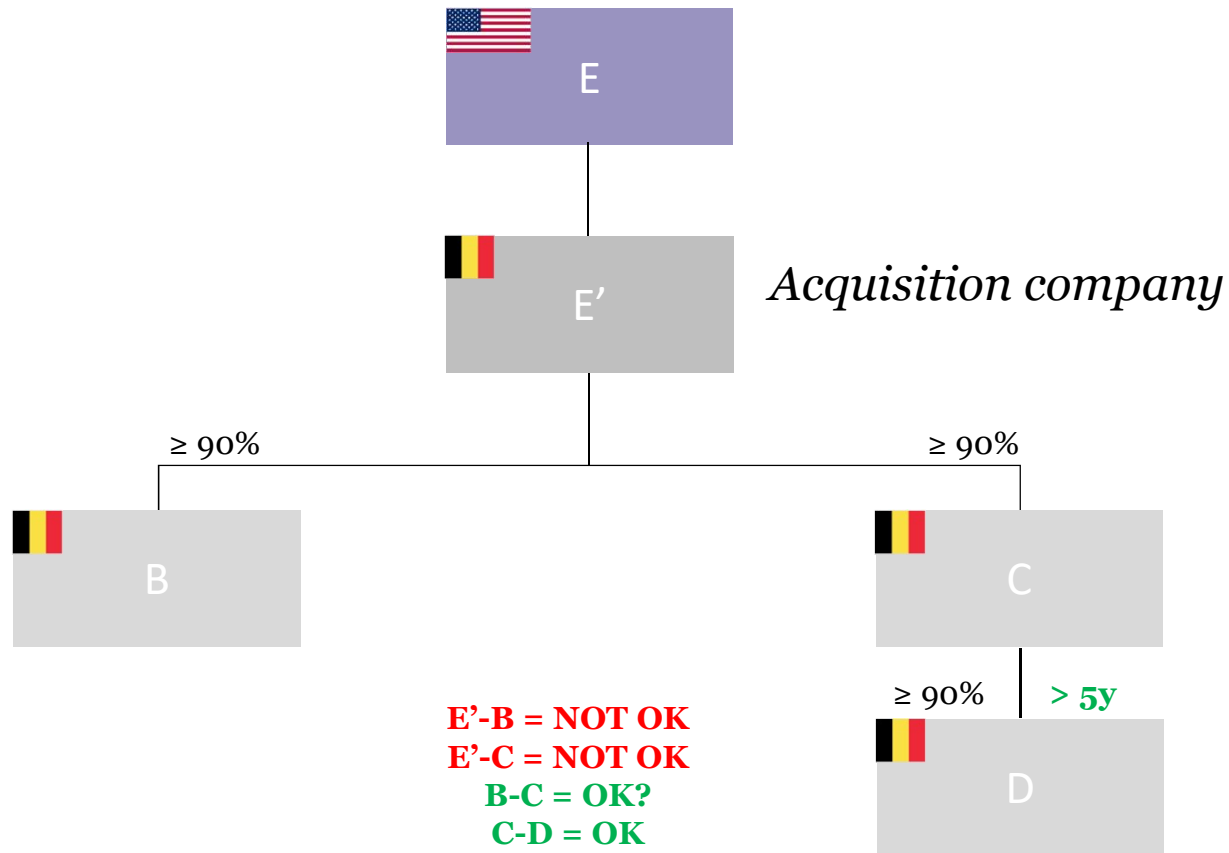 E
E’
Acquisition company
≥ 90%
≥ 90%
B
C
≥ 90%
> 5y
E’-B = NOT OK
E’-C = NOT OK
B-C = OK?
C-D = OK
D